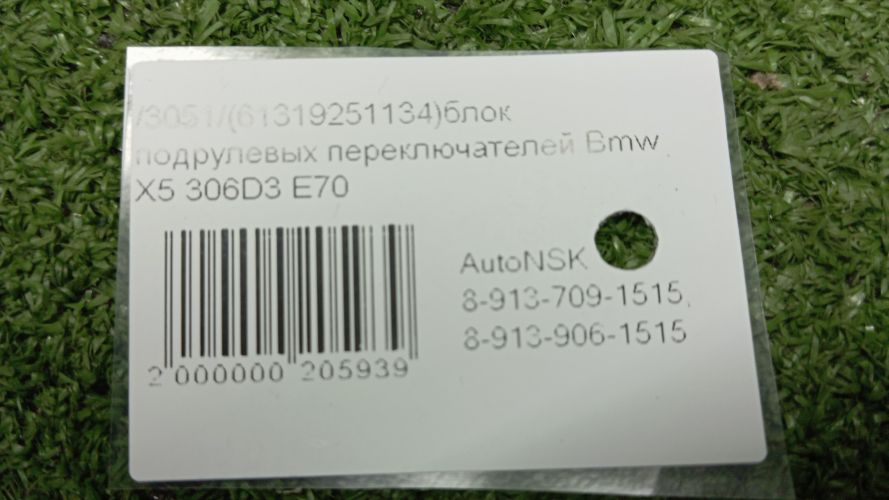 /3051/(61319251134)блок
подрулевых переключателей Bmw
X5 306D3 E70
AutoNSK
8-913-709-1515,
8-913-906-1515
2 000000 205939